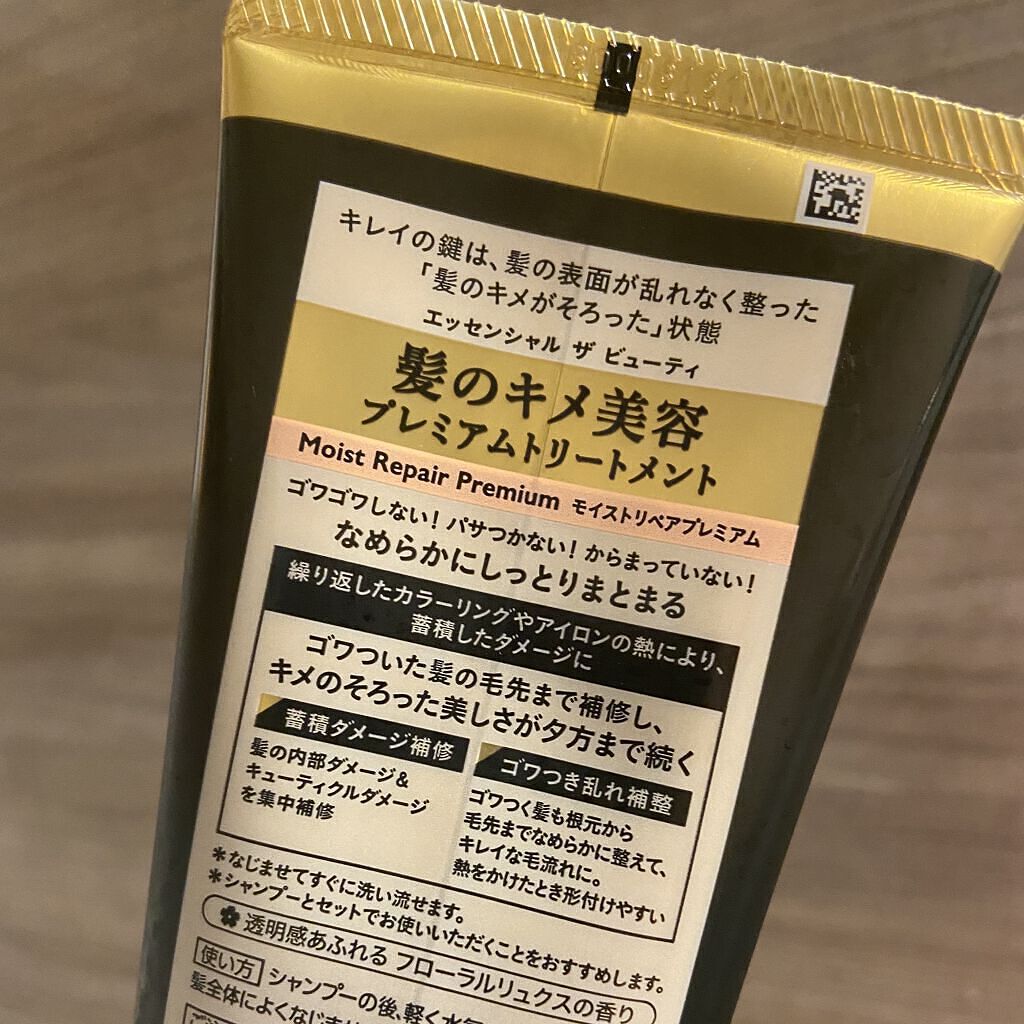 キレイの鍵は、髪の表面が乱れなく整った
「髪のキメがそろった」状態
エッセンシャル ザ ビューティ
髪のキメ美容
プレミアムトリートメント
Moist Repair Premium モイストリペアプレミアム
ゴワゴワしない！パサつかない！からまっていない！
なめらかにしっとりまとまる
繰り返したカラーリングやアイロンの熱により、
蓄積したダメージに
ゴワついた髪の毛先まで補修し、
キメのそろった美しさが夕方まで続く
蓄積ダメージ補修
髪の内部ダメージ&
キューティクルダメージ
を集中補修
ゴワつき乱れ補整
ゴワつく髪も根元から
毛先までなめらかに整えて、
キレイな毛流れに。
熱をかけたとき形付けやすい
*なじませてすぐに洗い流せます。
*シャンプーとセットでお使いいただくことをおすすめします。
透明感あふれる フローラルリュクスの香り
使い方 シャンプーの後、軽く水気
髪全体によくなじませ